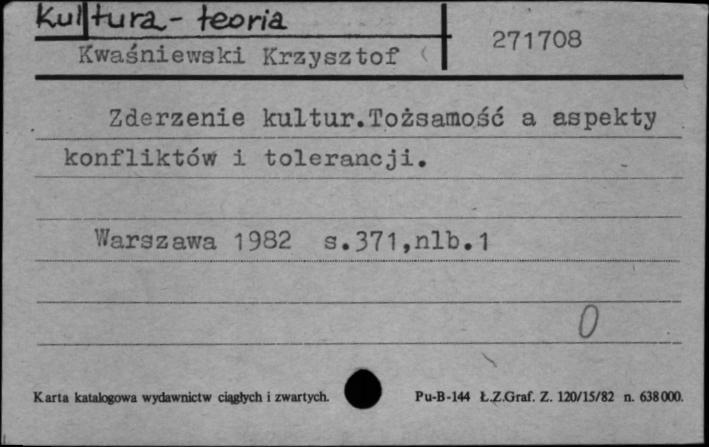 Kultura - teoria
Kwaśniewski Krzysztof
271708
Zderzenie kultur.Tożsamość a aspekty
konfliktów i tolerancji.
Warszawa 1982 s.371,nlb.1
0
Karta katalogowa wydawnictw ciągłych i zwartych. Pu-B-144 Ł.Z.Graf. Z. 120/15/82 n. 638000.